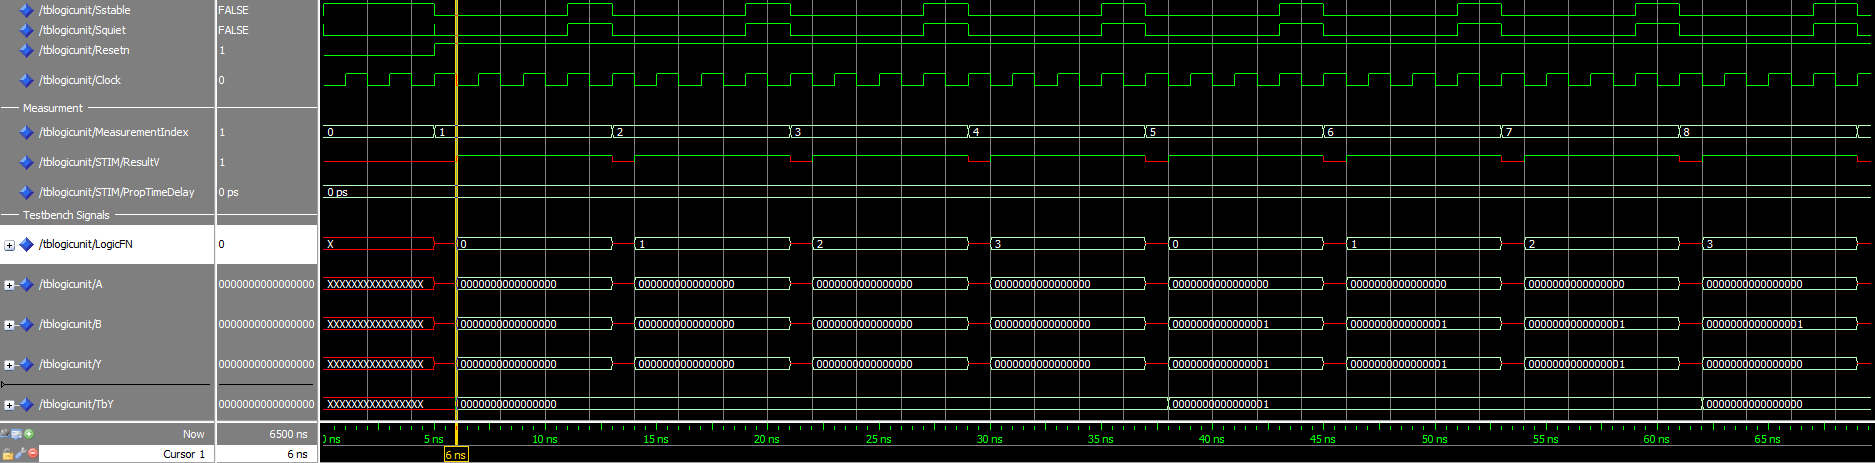 /tblogicunit/Sstable FALSE
/tblogicunit/Squiet FALSE
/tblogicunit/Resetn 1
/tblogicunit/Clock 0
Measurment
/tblogicunit/MeasurementIndex 1 0 1 2 3 4 5 6 7 8
/tblogicunit/STIM/ResultV 1
/tblogicunit/STIM/PropTimeDelay 0 ps 0 ps
Testbench Signals
/tblogicunit/LogicFN 0 X 0 1 2 3 0 1 2 3
/tblogicunit/A 0000000000000000 XXXXXXXXXXXXXXXX 0000000000000000 0000000000000000 0000000000000000 0000000000000000 0000000000000000 0000000000000000 0000000000000000 0000000000000000
/tblogicunit/B 0000000000000000 XXXXXXXXXXXXXXXX 0000000000000000 0000000000000000 0000000000000000 0000000000000000 0000000000000001 0000000000000001 0000000000000001 0000000000000001
/tblogicunit/Y 0000000000000000 XXXXXXXXXXXXXXXX 0000000000000000 0000000000000000 0000000000000000 0000000000000000 0000000000000001 0000000000000001 0000000000000001 0000000000000000
/tblogicunit/TbY 0000000000000000 XXXXXXXXXXXXXXXX 0000000000000000 0000000000000001 0000000000000000
Now 6500 ns ns 5 ns 10 ns 15 ns 20 ns 25 ns 30 ns 35 ns 40 ns 45 ns 50 ns 55 ns 60 ns 65 ns
Cursor 1 6 ns 6 ns